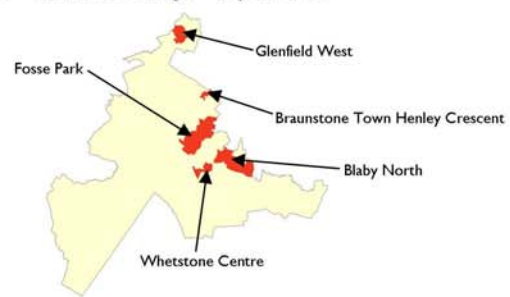 Glenfield West
Fosse Park
Braunstone Town Henley Crescent
Blaby North
Whetstone Centre